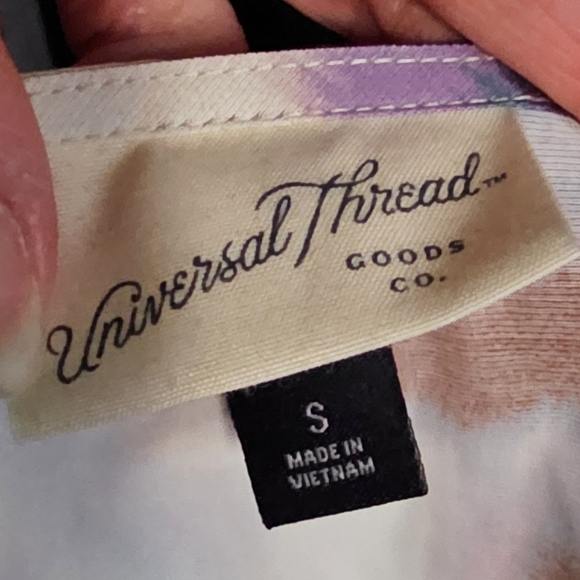 Universal Thread™
GOODS
CO.
S
MADE IN
VIETNAM